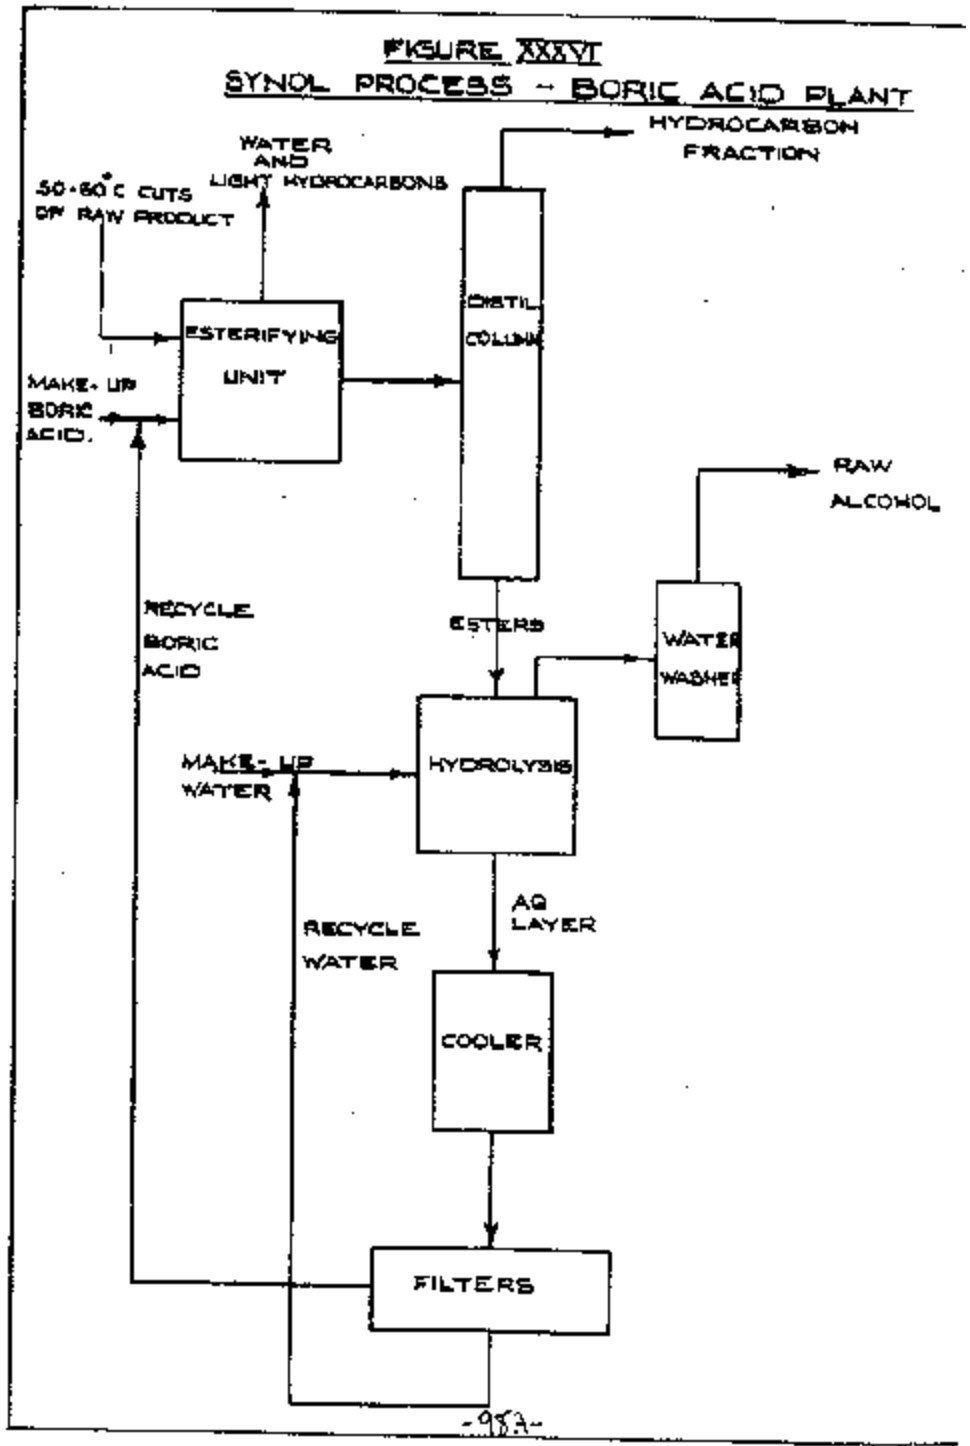 FIGURE XXXVI
SYNOL PROCESS - BORIC ACID PLANT
HYDROCARBON
FRACTION
WATER
AND
LIGHT HYDROCARBONS
50-60°C CUTS
OF RAW PRODUCT
DISTIL
COLUMN
ESTERIFYING
UNIT
MAKE-UP
BORIC
ACID.
RAW
ALCOHOL
RECYCLE
BORIC
ACID
ESTERS
WATER
WASHER
MAKE-UP
WATER
HYDROLYSIS
AQ
LAYER
RECYCLE
WATER
COOLER
FILTERS